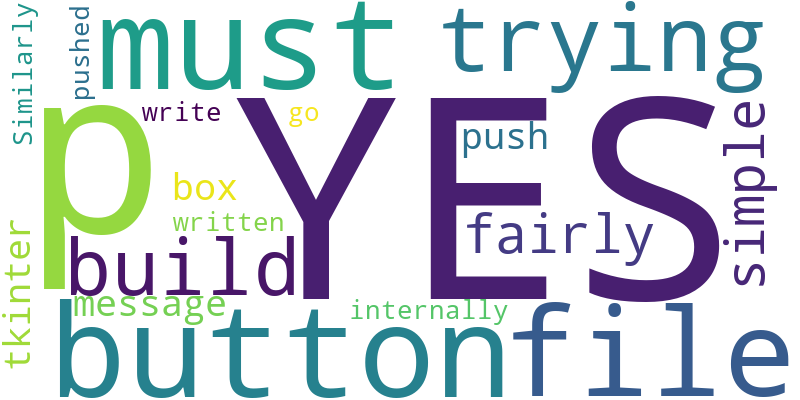 Similarly
pushed
must
trying
p
write
YES
go
push
simple
box
written
fairly
build
tkinter
message
internally
button
file